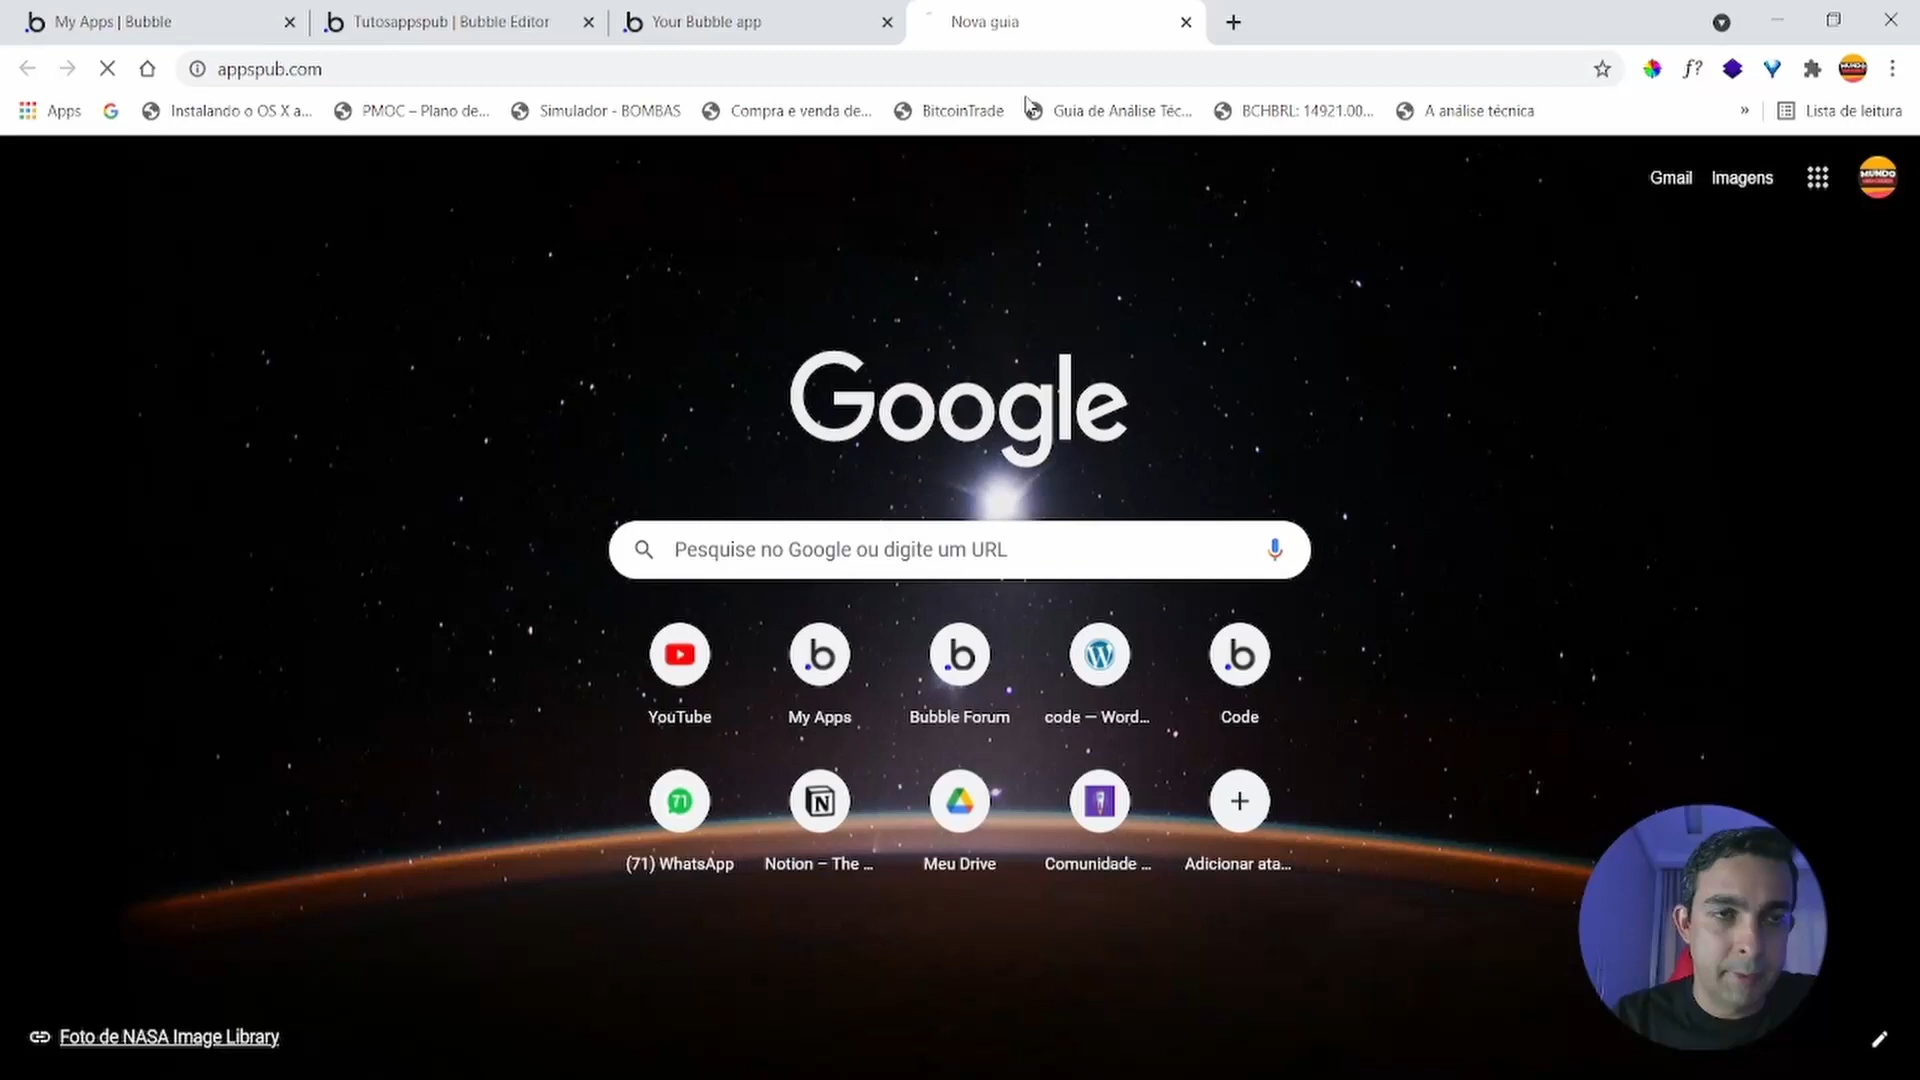 My Apps | Bubble
Tutosappspub | Bubble Editor
Your Bubble app
Nova guia
appspub.com
f?
Apps
Instalando o OS X a...
PMOC – Plano de...
Simulador - BOMBAS
Compra e venda de...
BitcoinTrade
Guia de Análise Téc...
BCHBRL: 14921.00...
A análise técnica
»
Lista de leitura
Gmail
Imagens
MUNDO
Google
Pesquise no Google ou digite um URL
YouTube
My Apps
Bubble Forum
code — Word...
Code
71
(71) WhatsApp
Notion – The ...
Meu Drive
Comunidade ...
Adicionar ata...
Foto de NASA Image Library